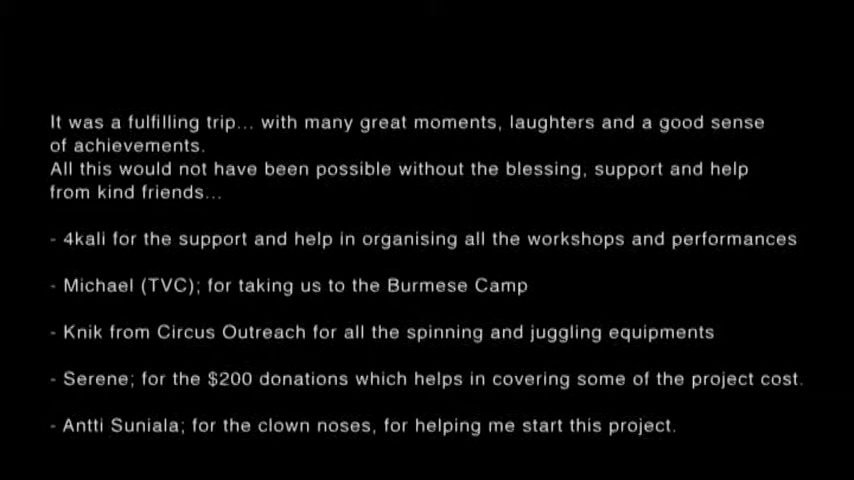 It was a fulfilling trip... with many great moments, laughters and a good sense
of achievements.
All this would not have been possible without the blessing, support and help
from kind friends...
- 4kali for the support and help in organising all the workshops and performances
- Michael (TVC); for taking us to the Burmese Camp
- Knik from Circus Outreach for all the spinning and juggling equipments
- Serene; for the $200 donations which helps in covering some of the project cost.
- Antti Suniala; for the clown noses, for helping me start this project.